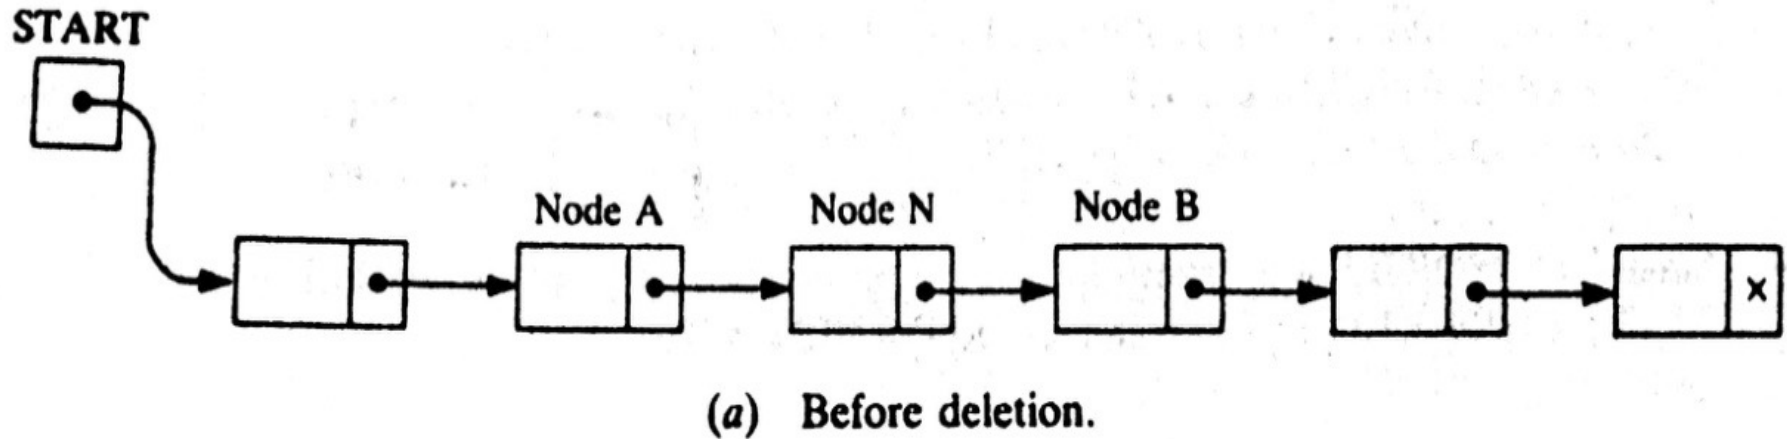 START
Node A Node N Node B
×
(a) Before deletion.